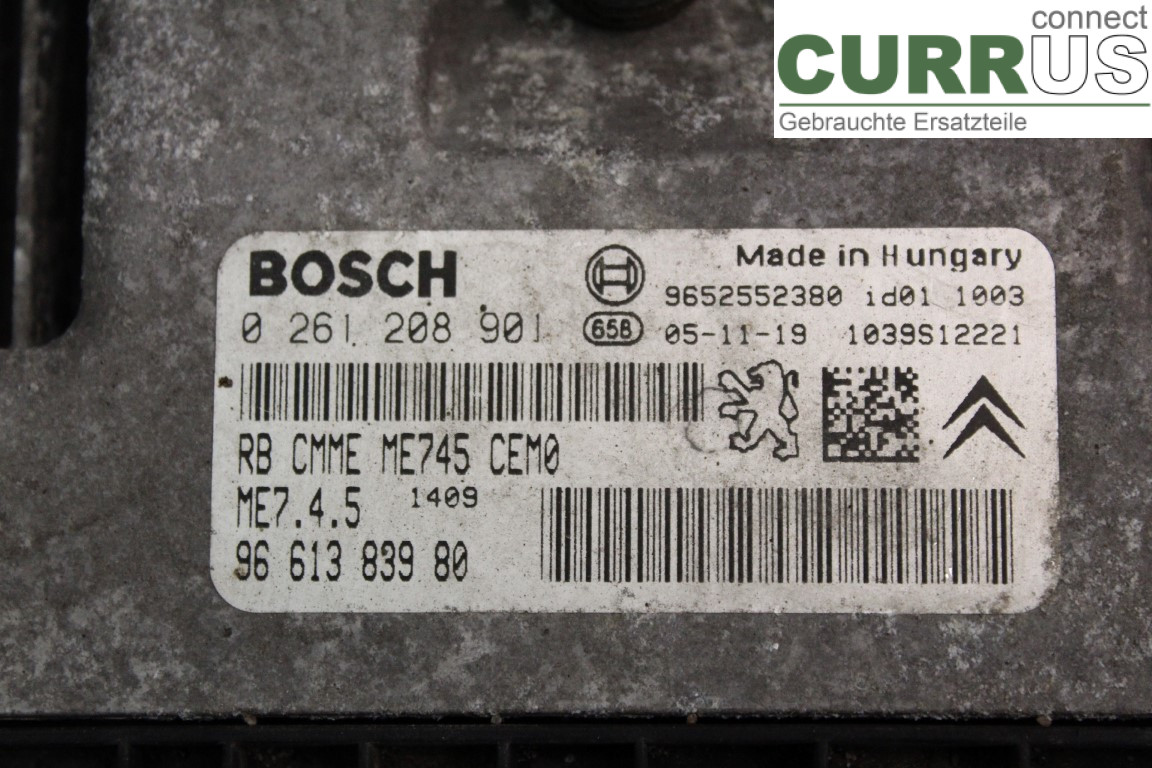 connect
CURRUS
Gebrauchte Ersatzteile
BOSCH
Made in Hungary
9652552380 id01 1003
0 261 208 901
658
05-11-19 1039S12221
RB CMME ME745 CEM0
ME7.4.5 1409
96 613 839 80